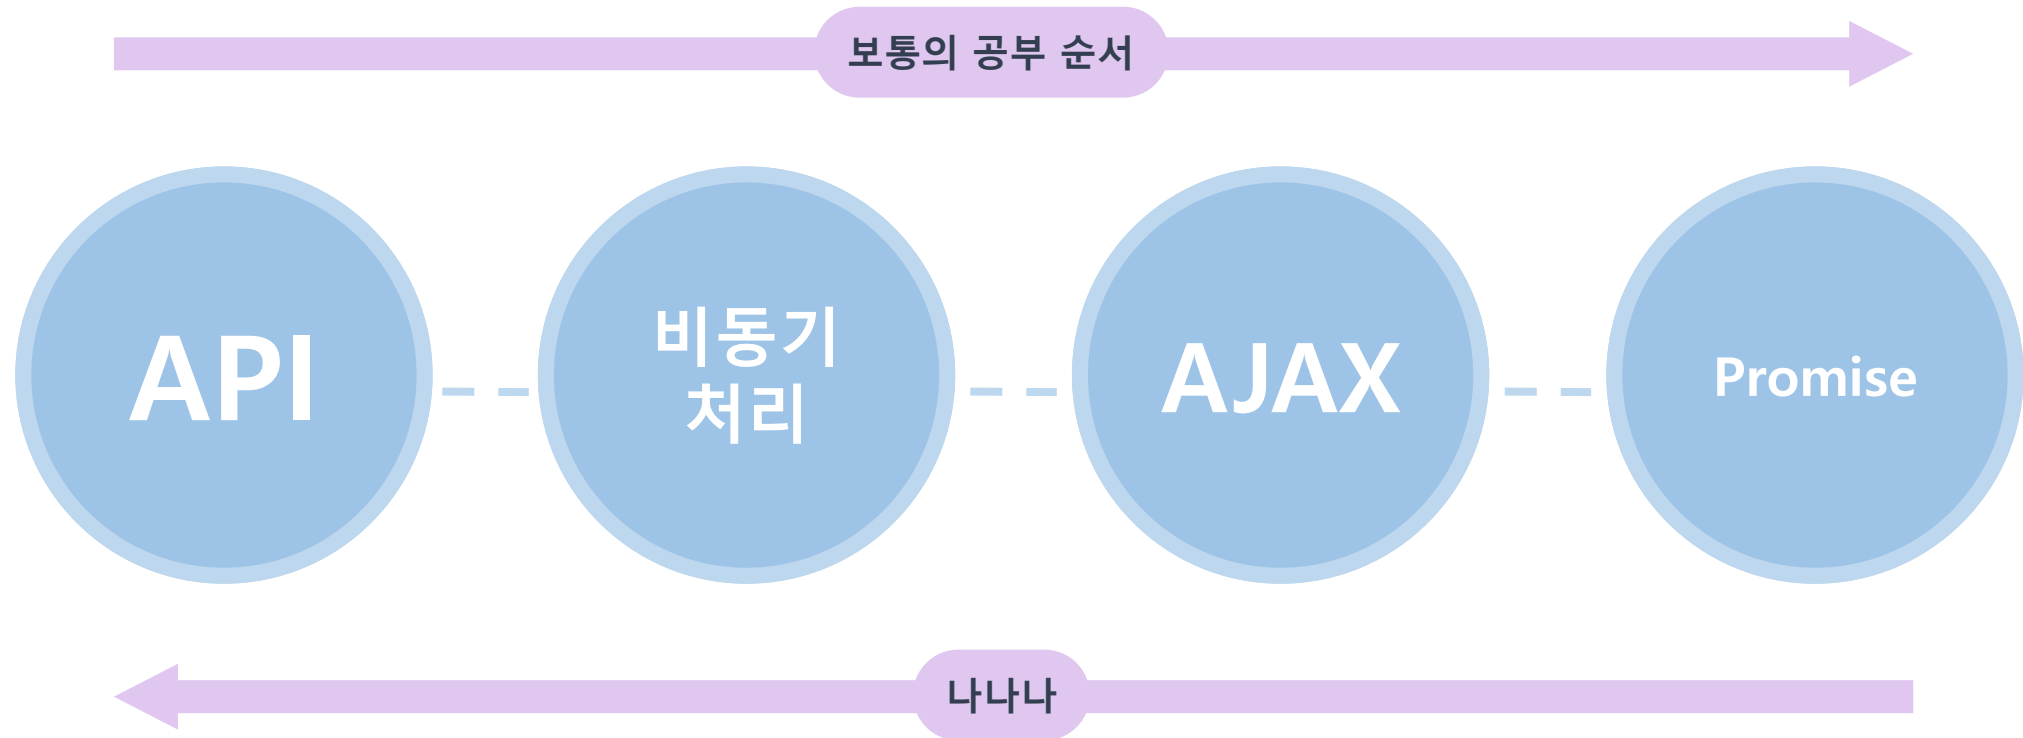 보통의 공부 순서
API
비동기
처리
AJAX
Promise
나나나